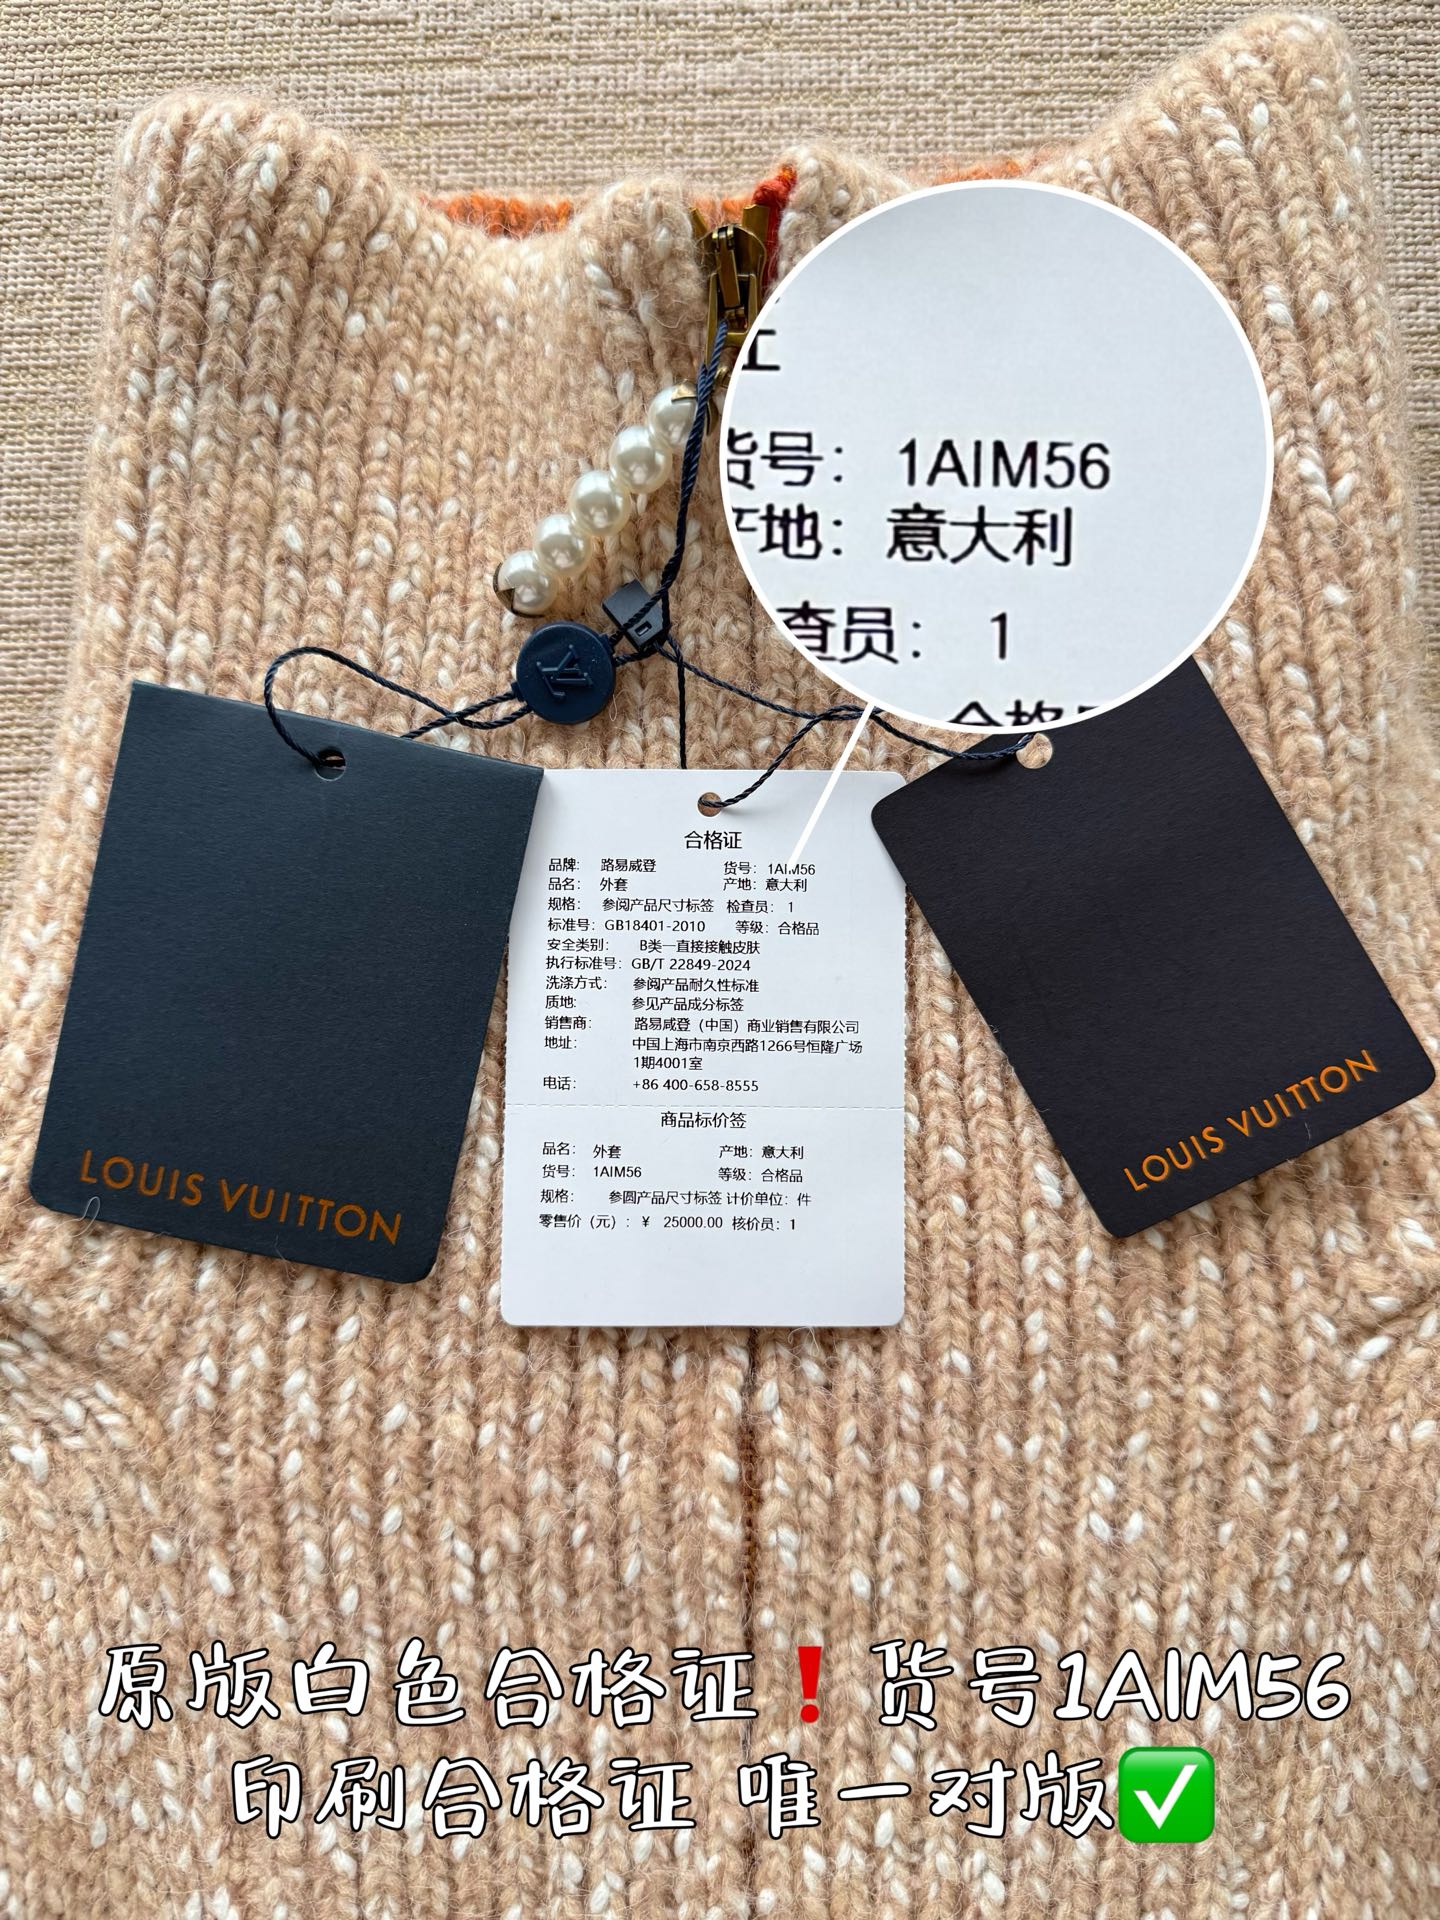 工
货号： 1AIM56
产地：意大利
查员： 1
合格品
合格证
品牌： 路易威登 货号：1AIM56
品名： 外套 产地：意大利
规格： 参阅产品尺寸标签 检查员：1
标准号：GB18401-2010 等级：合格品
安全类别： B类一直接接触皮肤
执行标准号：GB/T 22849-2024
洗涤方式： 参阅产品耐久性标准
质地： 参见产品成分标签
销售商： 路易威登（中国）商业销售有限公司
地址： 中国上海市南京西路1266号恒隆广场
1期4001室
电话： +86 400-658-8555
商品标价签
品名： 外套 产地：意大利
货号： 1AIM56 等级：合格品
规格： 参圆产品尺寸标签 计价单位：件
零售价（元）：¥ 25000.00 核价员：1
LOUIS VUITTON
LOUIS VUITTON
原版白色合格证❗货号1AIM56
印刷合格证 唯一对版✅